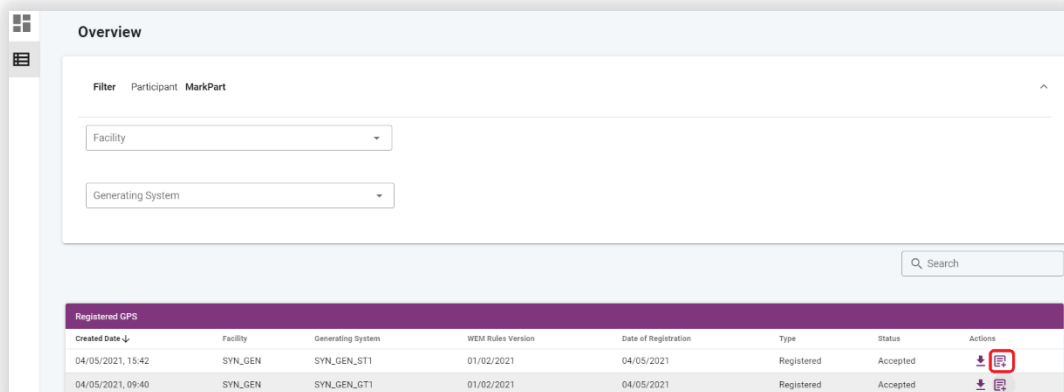 Overview
Filter Participant MarkPart
Facility
Generating System
Search
Registered GPS
Created Date Facility Generating System WEM Rules Version Date of Registration Type Status Actions
04/05/2021, 15:42 SYN_GEN SYN_GEN_ST1 01/02/2021 04/05/2021 Registered Accepted
04/05/2021, 09:40 SYN_GEN SYN_GEN_GT1 01/02/2021 04/05/2021 Registered Accepted